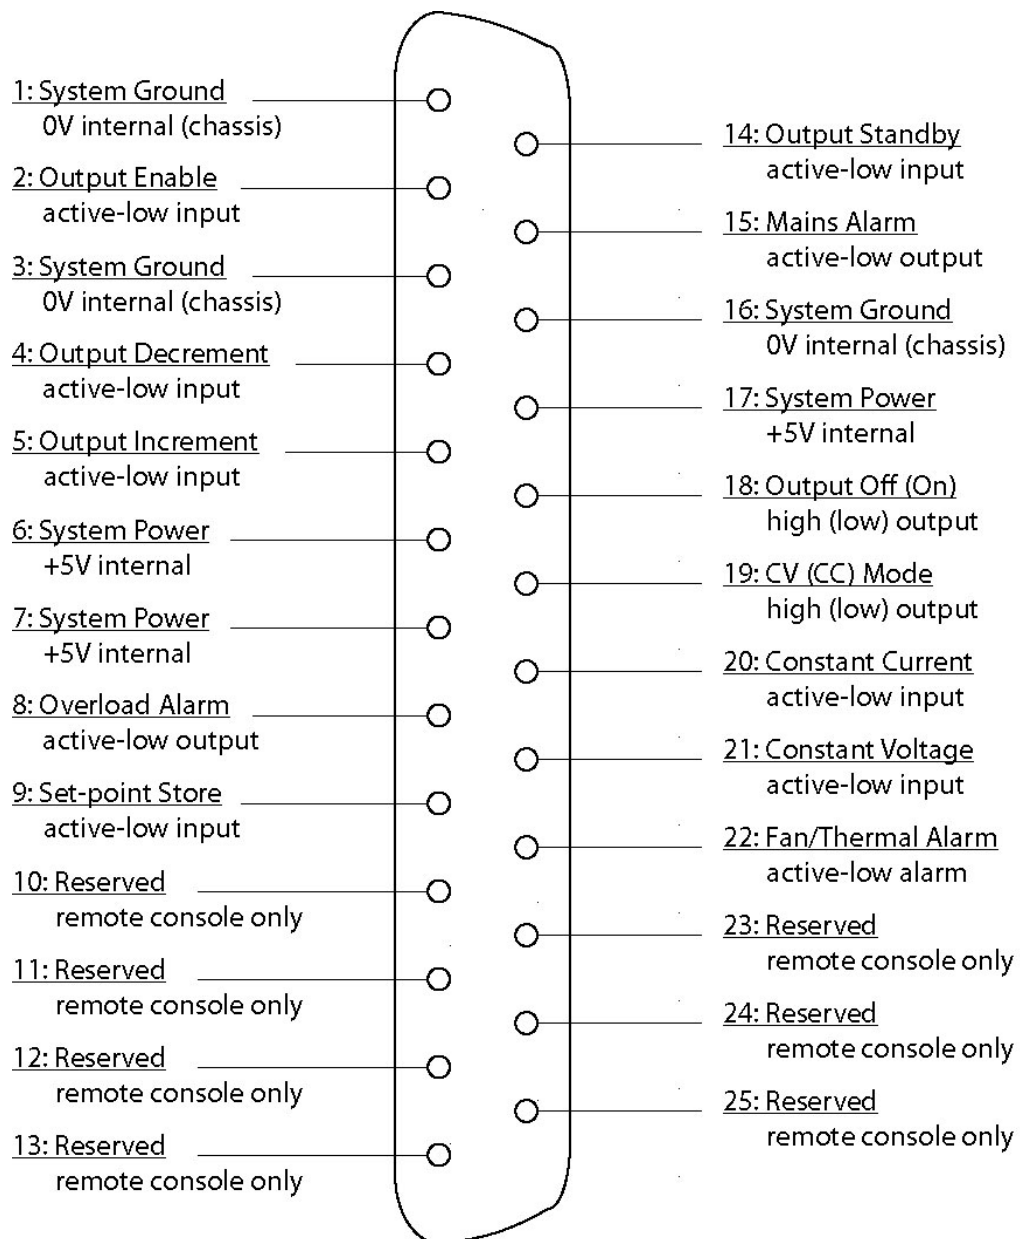 1: System Ground
0V internal (chassis)
2: Output Enable
active-low input
3: System Ground
0V internal (chassis)
4: Output Decrement
active-low input
5: Output Increment
active-low input
6: System Power
+5V internal
7: System Power
+5V internal
8: Overload Alarm
active-low output
9: Set-point Store
active-low input
10: Reserved
remote console only
11: Reserved
remote console only
12: Reserved
remote console only
13: Reserved
remote console only
14: Output Standby
active-low input
15: Mains Alarm
active-low output
16: System Ground
0V internal (chassis)
17: System Power
+5V internal
18: Output Off (On)
high (low) output
19: CV (CC) Mode
high (low) output
20: Constant Current
active-low input
21: Constant Voltage
active-low input
22: Fan/Thermal Alarm
active-low alarm
23: Reserved
remote console only
24: Reserved
remote console only
25: Reserved
remote console only